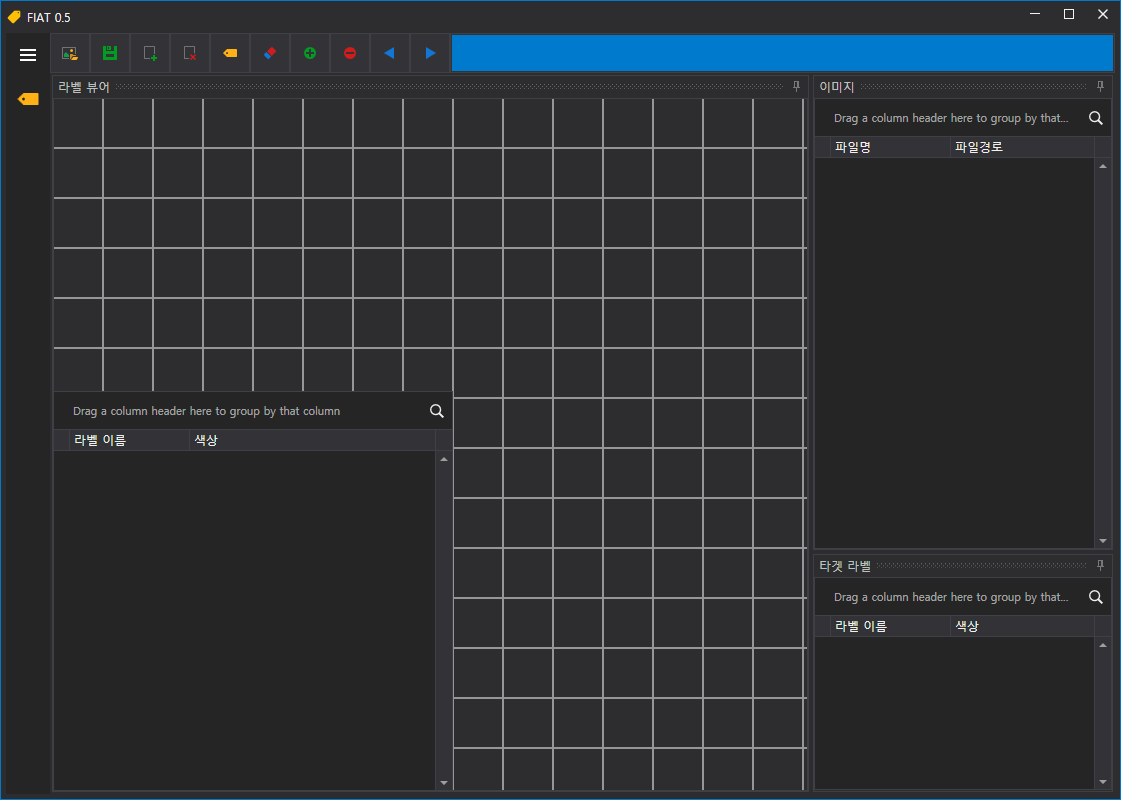 FIAT 0.5
라벨 뷰어
이미지
Drag a column header here to group by that...
파일명 파일경로
Drag a column header here to group by that column
라벨 이름 색상
타겟 라벨
Drag a column header here to group by that...
라벨 이름 색상